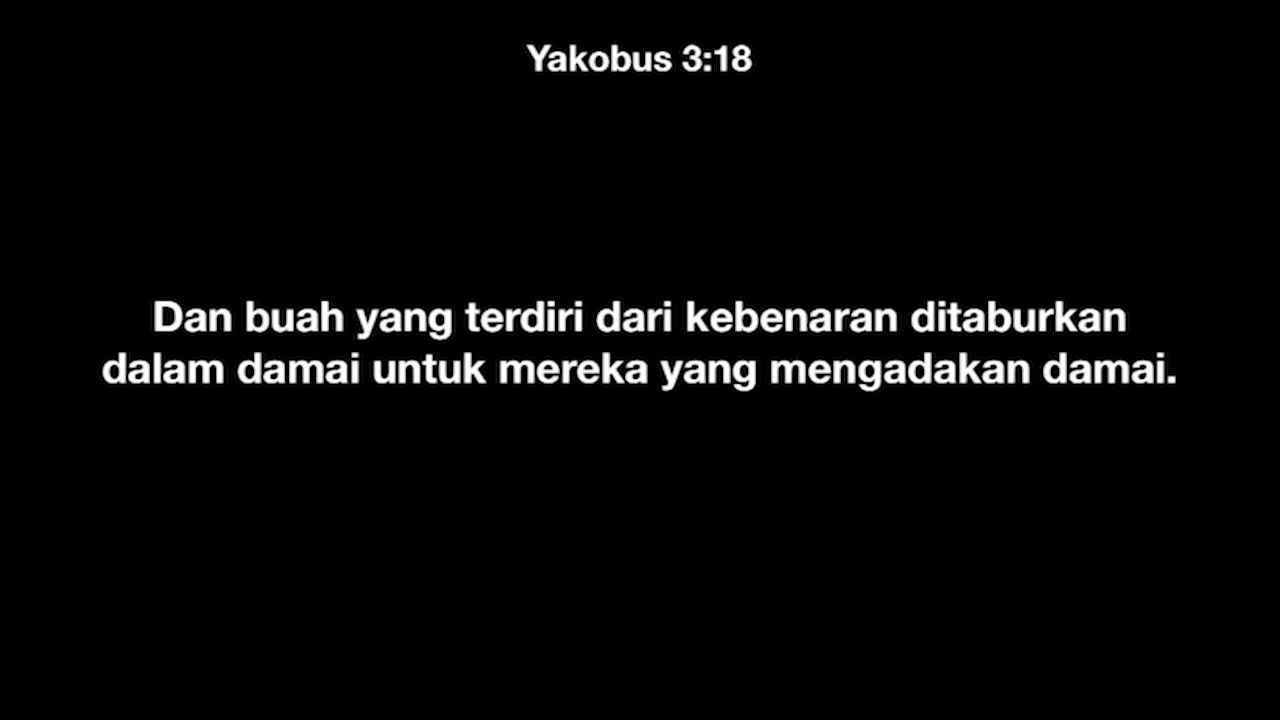 Yakobus 3:18
Dan buah yang terdiri dari kebenaran ditaburkan
dalam damai untuk mereka yang mengadakan damai.